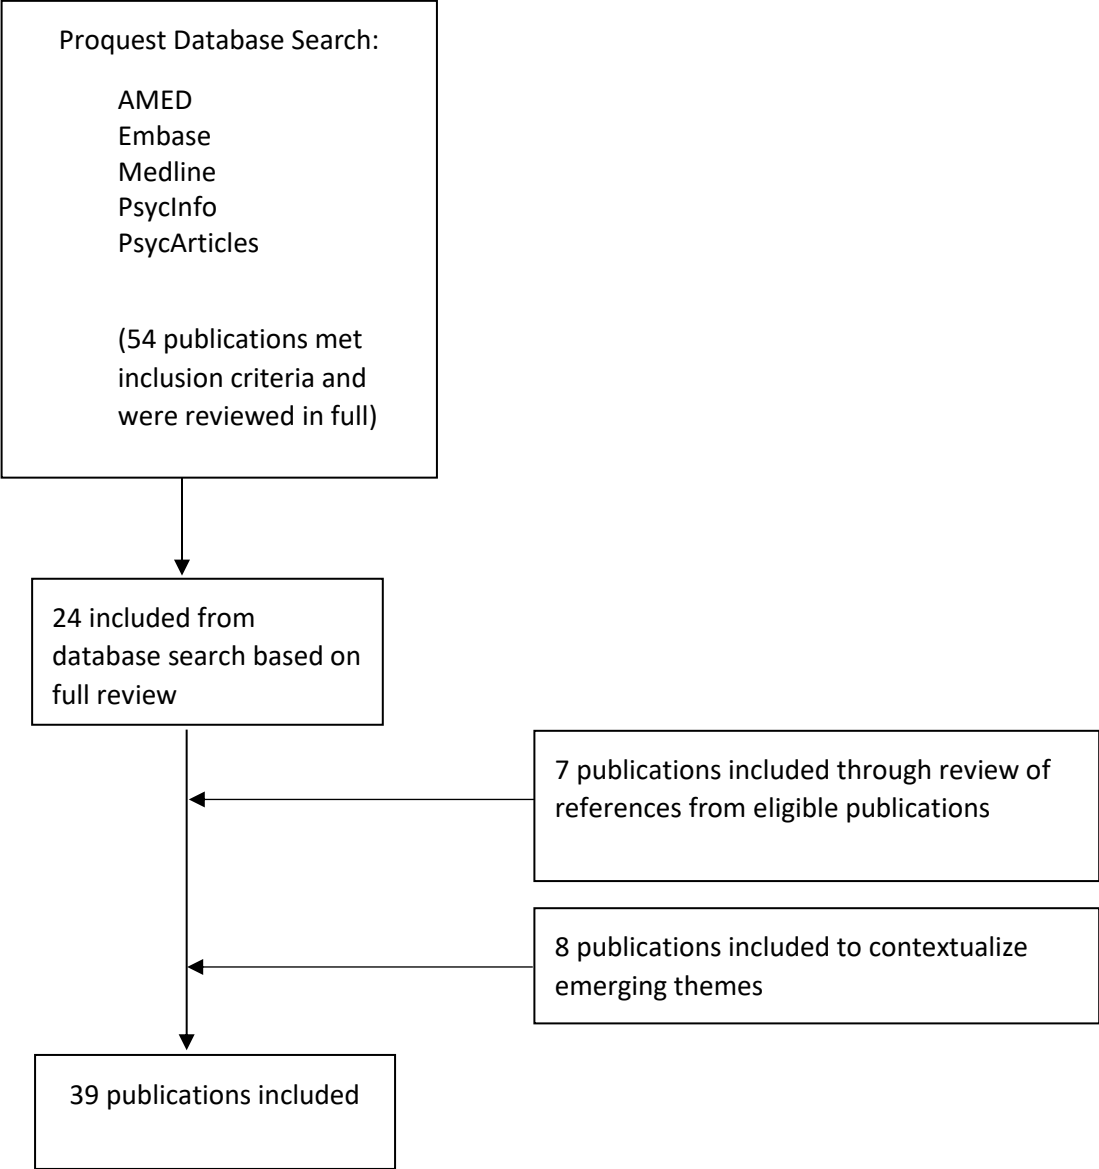 Proquest Database Search:
AMED
Embase
Medline
PsycInfo
PsycArticles
(54 publications met
inclusion criteria and
were reviewed in full)
24 included from
database search based on
full review
7 publications included through review of
references from eligible publications
8 publications included to contextualize
emerging themes
39 publications included